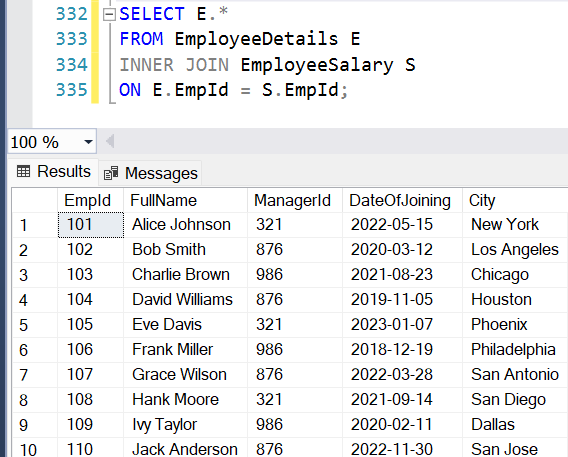 332 SELECT E.*
333 FROM EmployeeDetails E
334 INNER JOIN EmployeeSalary S
335 ON E.EmpId = S.EmpId;
100 %
Results Messages
EmpId FullName ManagerId DateOfJoining City
1 101 Alice Johnson 321 2022-05-15 New York
2 102 Bob Smith 876 2020-03-12 Los Angeles
3 103 Charlie Brown 986 2021-08-23 Chicago
4 104 David Williams 876 2019-11-05 Houston
5 105 Eve Davis 321 2023-01-07 Phoenix
6 106 Frank Miller 986 2018-12-19 Philadelphia
7 107 Grace Wilson 876 2022-03-28 San Antonio
8 108 Hank Moore 321 2021-09-14 San Diego
9 109 Ivy Taylor 986 2020-02-11 Dallas
10 110 Jack Anderson 876 2022-11-30 San Jose